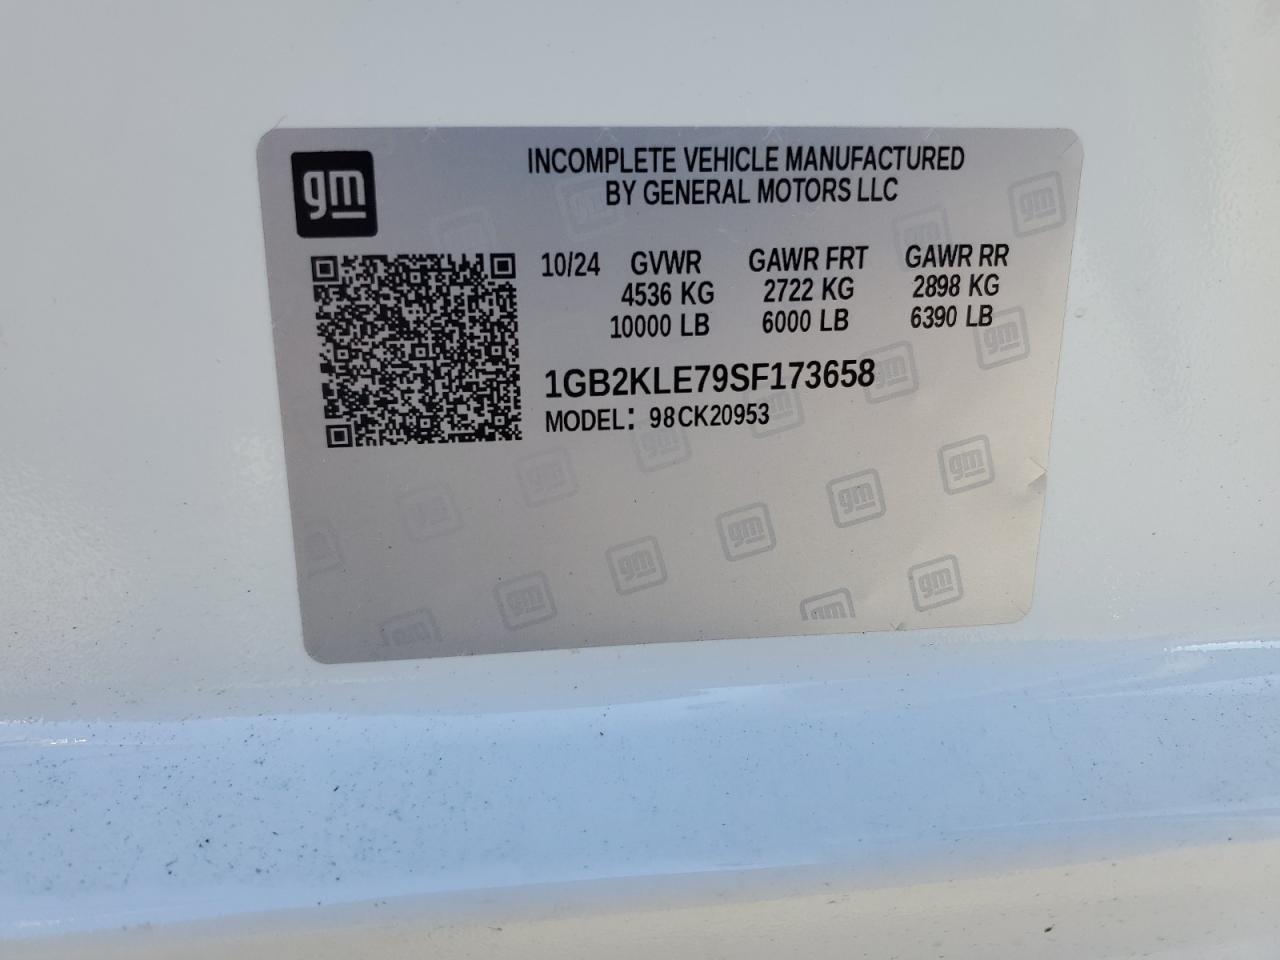 gm
INCOMPLETE VEHICLE MANUFACTURED
BY GENERAL MOTORS LLC
10/24 GVWR GAWR FRT GAWR RR
4536 KG 2722 KG 2898 KG
10000 LB 6000 LB 6390 LB
1GB2KLE79SF173658
MODEL: 98CK20953